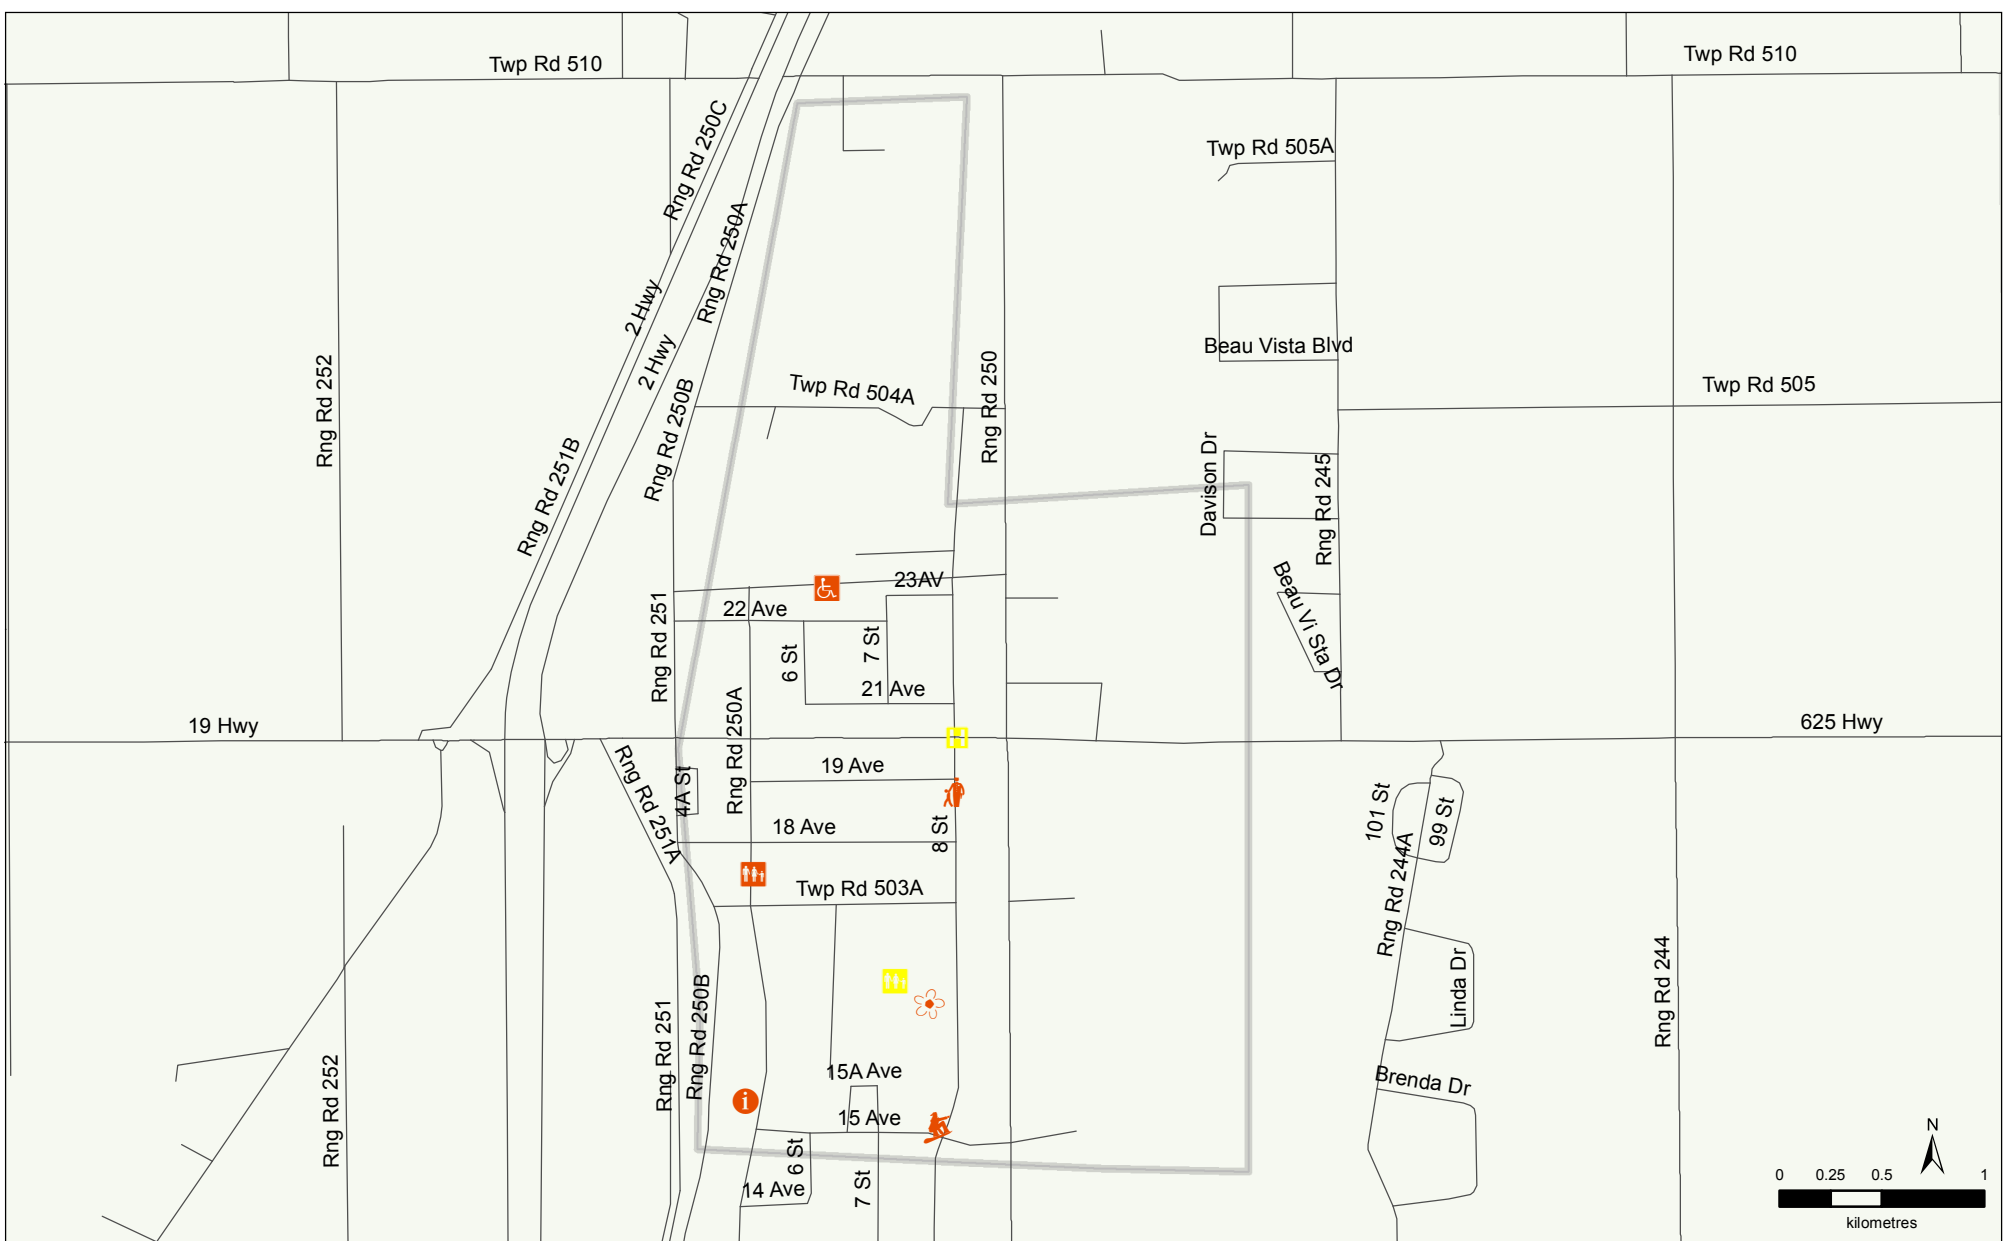 Twp Rd 510
Twp Rd 510
Rng Rd 250C
Twp Rd 505A
Rng Rd 250A
2 Hwy
2 Hwy
Beau Vista Blvd
Rng Rd 252
Rng Rd 250
Twp Rd 504A
Twp Rd 505
Rng Rd 250B
Rng Rd 251B
Davison Dr
Rng Rd 245
23AV
22 Ave
Rng Rd 251
6 St
7 St
Beau Vi Sta Dr
21 Ave
19 Hwy
625 Hwy
Rng Rd 250A
19 Ave
Rng Rd 251A
4A St
18 Ave
8 St
101 St
99 St
Rng Rd 244A
Twp Rd 503A
Linda Dr
Rng Rd 244
Rng Rd 251
Rng Rd 250B
Rng Rd 252
15A Ave
Brenda Dr
i
15 Ave
6 St
7 St
14 Ave
N
0 0.25 0.5 1
kilometres